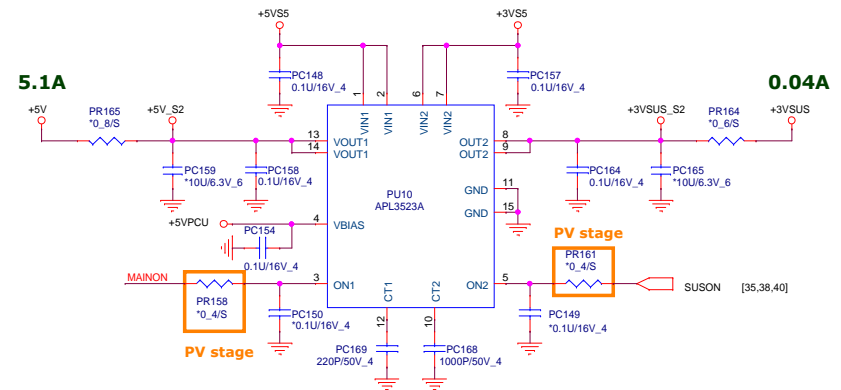 +5VS5
+3VS5
PC148
0.1U/16V_4
PC157
0.1U/16V_4
5.1A
0.04A
+5V
PR165
*0_8/S
+5V_S2
+3VSUS_S2
PR164
*0_6/S
+3VSUS
1
2
6
7
VIN1
VIN1
VIN2
VIN2
13
VOUT1
14
VOUT1
8
OUT2
9
OUT2
PC159
*10U/6.3V_6
PC158
0.1U/16V_4
PC164
0.1U/16V_4
PC165
*10U/6.3V_6
PU10
APL3523A
11
GND
15
GND
+5VPCU
4
VBIAS
PC154
0.1U/16V_4
PV stage
PR161
*0_4/S
MAINON
3
ON1
5
ON2
SUSON
[35,38,40]
PR158
*0_4/S
PC150
*0.1U/16V_4
CT1
CT2
PC149
*0.1U/16V_4
12
10
PV stage
PC169
220P/50V_4
PC168
1000P/50V_4